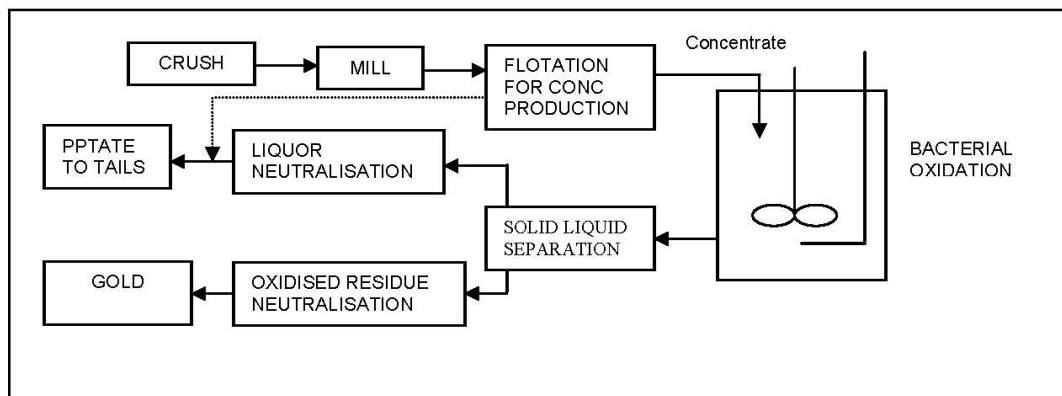 CRUSH
MILL
FLOTATION
FOR CONC
PRODUCTION
Concentrate
BACTERIAL
OXIDATION
PPTATE
TO TAILS
LIQUOR
NEUTRALISATION
SOLID LIQUID
SEPARATION
GOLD
OXIDISED RESIDUE
NEUTRALISATION